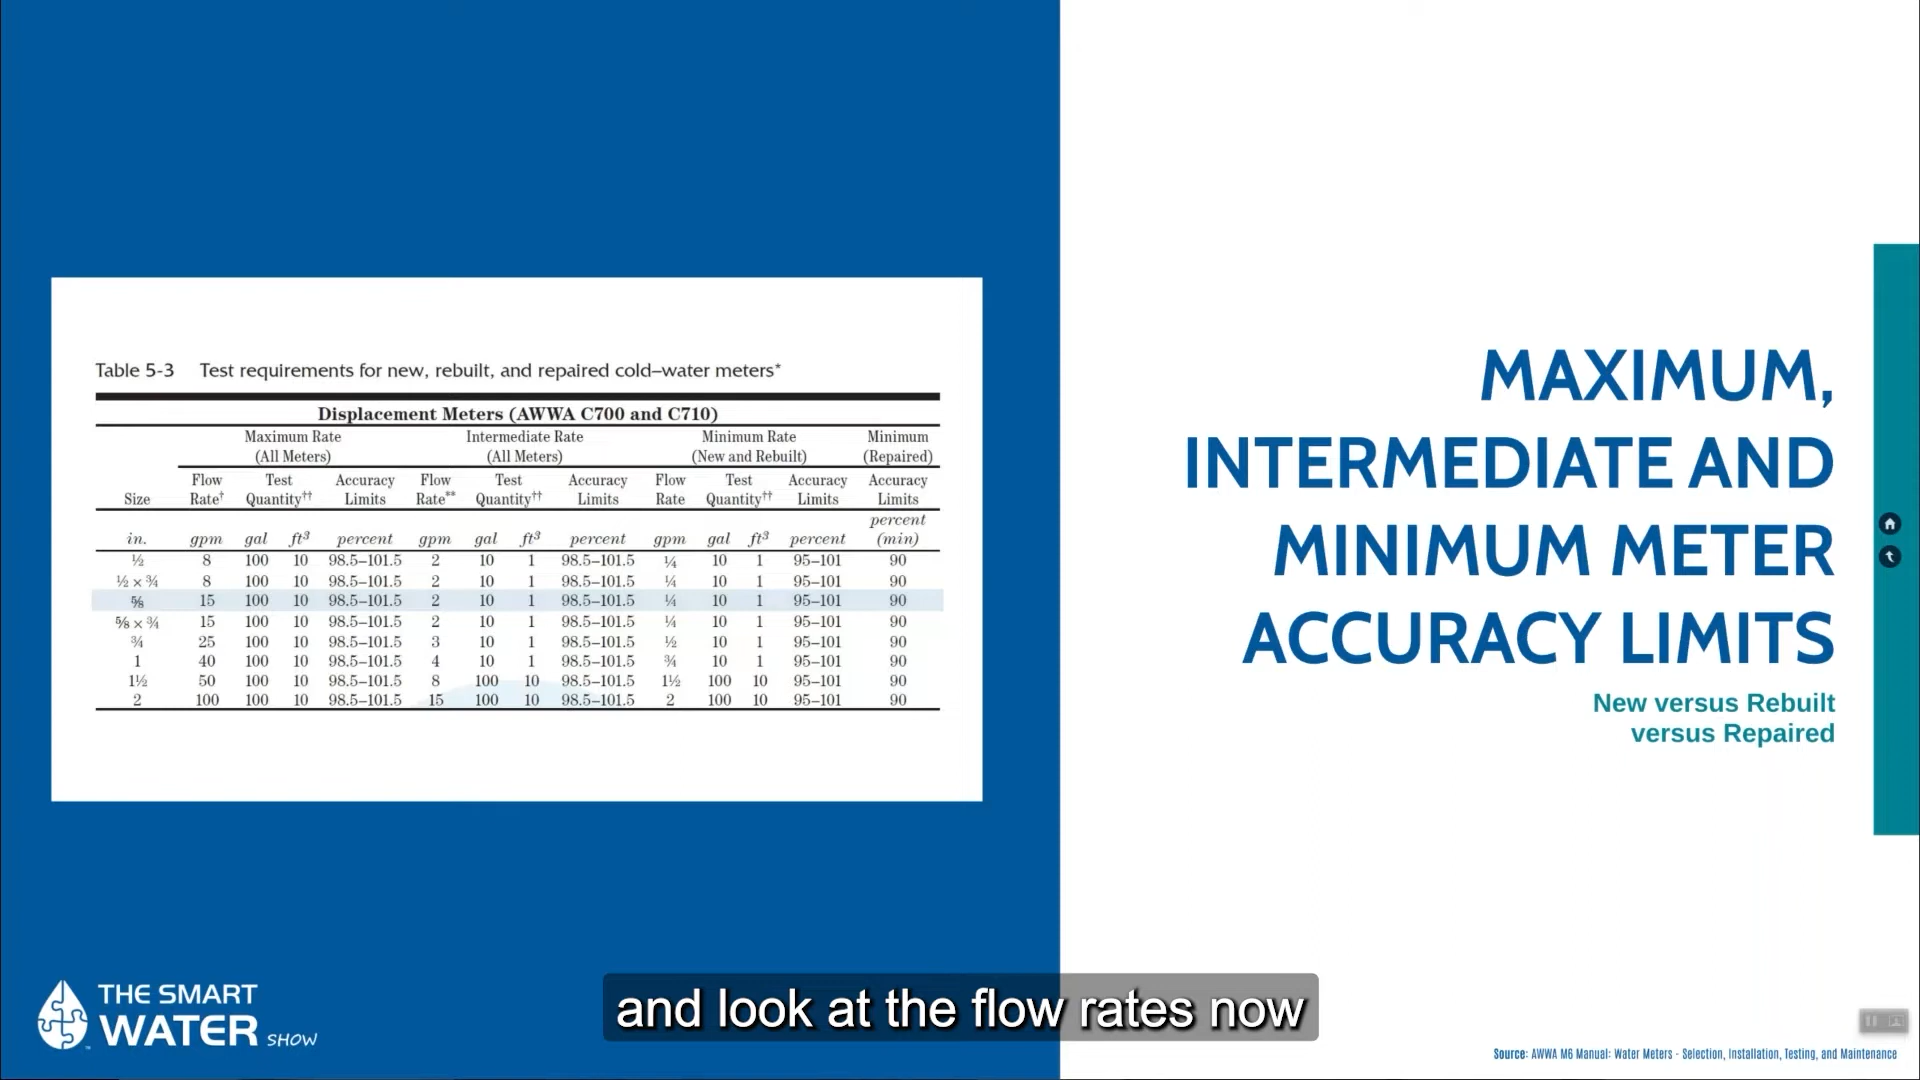 Table 5-3 Test requirements for new, rebuilt, and repaired cold–water meters*
Displacement Meters (AWWA C700 and C710)
Maximum Rate Intermediate Rate Minimum Rate Minimum
(All Meters) (All Meters) (New and Rebuilt) (Repaired)
Flow Test Accuracy Flow Test Accuracy Flow Test Accuracy Accuracy
Size Rate† Quantity†† Limits Rate** Quantity†† Limits Rate Quantity†† Limits Limits
percent
in. gpm gal ft³ percent gpm gal ft³ percent gpm gal ft³ percent (min)
½ 8 100 10 98.5–101.5 2 10 1 98.5–101.5 ¼ 10 1 95–101 90
½ x ¾ 8 100 10 98.5–101.5 2 10 1 98.5–101.5 ¼ 10 1 95–101 90
⅝ 15 100 10 98.5–101.5 2 10 1 98.5–101.5 ¼ 10 1 95–101 90
⅝ x ¾ 15 100 10 98.5–101.5 2 10 1 98.5–101.5 ¼ 10 1 95–101 90
¾ 25 100 10 98.5–101.5 3 10 1 98.5–101.5 ½ 10 1 95–101 90
1 40 100 10 98.5–101.5 4 10 1 98.5–101.5 ¾ 10 1 95–101 90
1½ 50 100 10 98.5–101.5 8 100 10 98.5–101.5 1½ 100 10 95–101 90
2 100 100 10 98.5–101.5 15 100 10 98.5–101.5 2 100 10 95–101 90
MAXIMUM,
INTERMEDIATE AND
MINIMUM METER
ACCURACY LIMITS
New versus Rebuilt
versus Repaired
THE SMART
WATER SHOW
and look at the flow rates now
Source: AWWA M6 Manual: Water Meters - Selection, Installation, Testing, and Maintenance